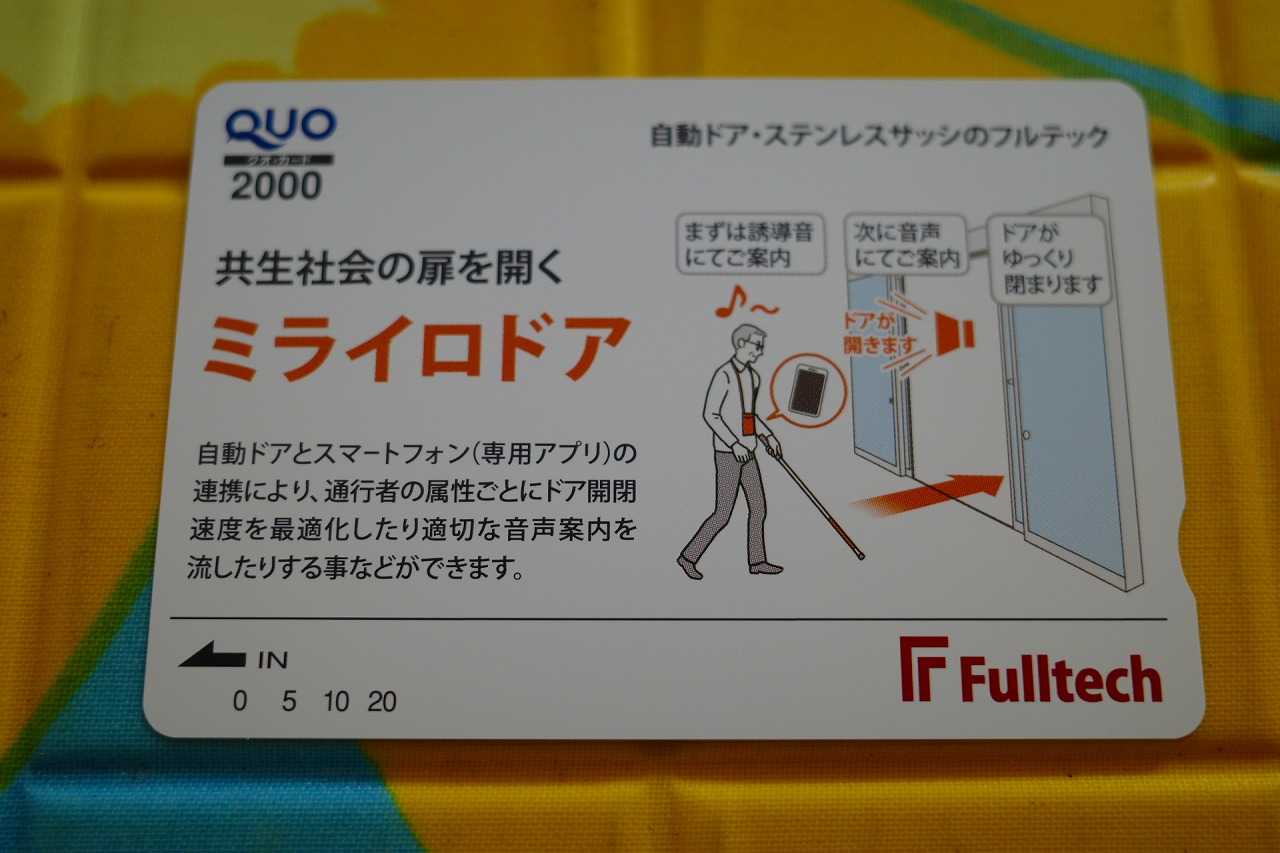 QUO
クオ・カード
2000
自動ドア・ステンレスサッシのフルテック
共生社会の扉を開く
ミライロドア
自動ドアとスマートフォン(専用アプリ)の
連携により、通行者の属性ごとにドア開閉
速度を最適化したり適切な音声案内を
流したりする事などができます。
まずは誘導音
にてご案内
次に音声
にてご案内
ドアが
ゆっくり
閉まります
ドアが
開きます
IN
0 5 10 20
Fulltech